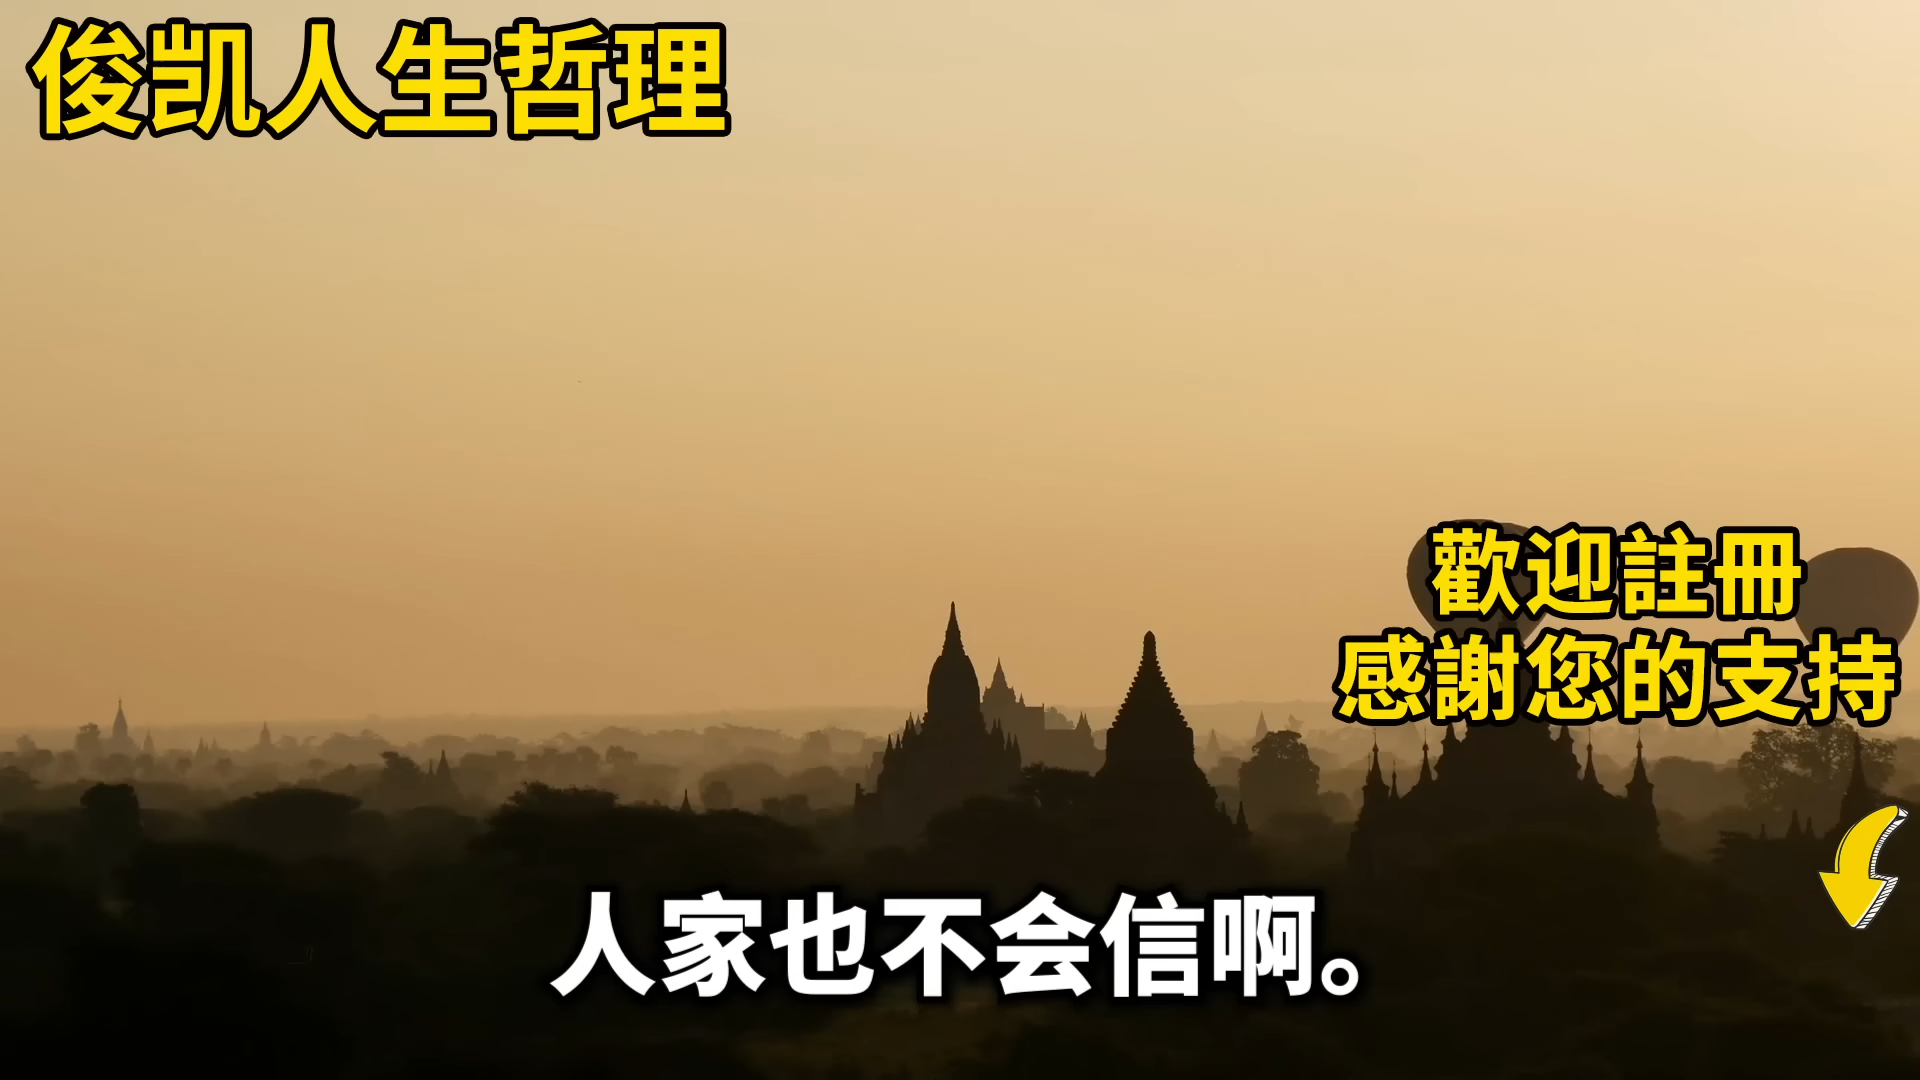 俊凯人生哲理
歡迎註冊
感謝您的支持
人家也不会信啊。